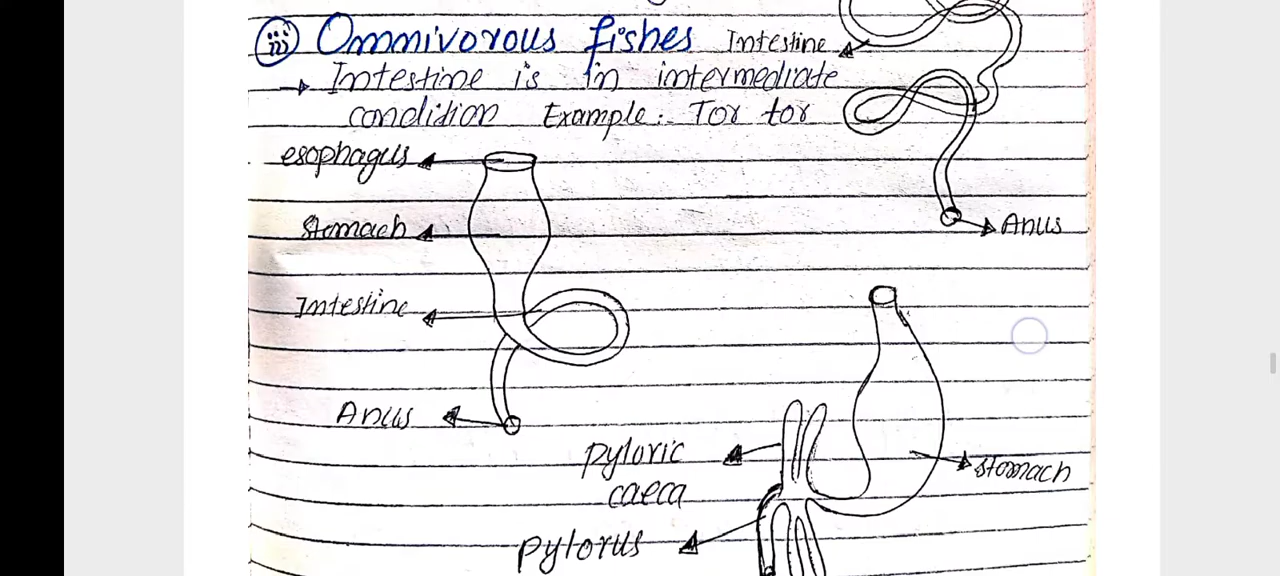 iii Ommivorous fishes
Intestine
→ Intestine is in intermediate
condition Example: Tor tor
esophagus
Stomach
Anus
Intestine
Anus
Pyloric
caeca
stomach
Pylorus